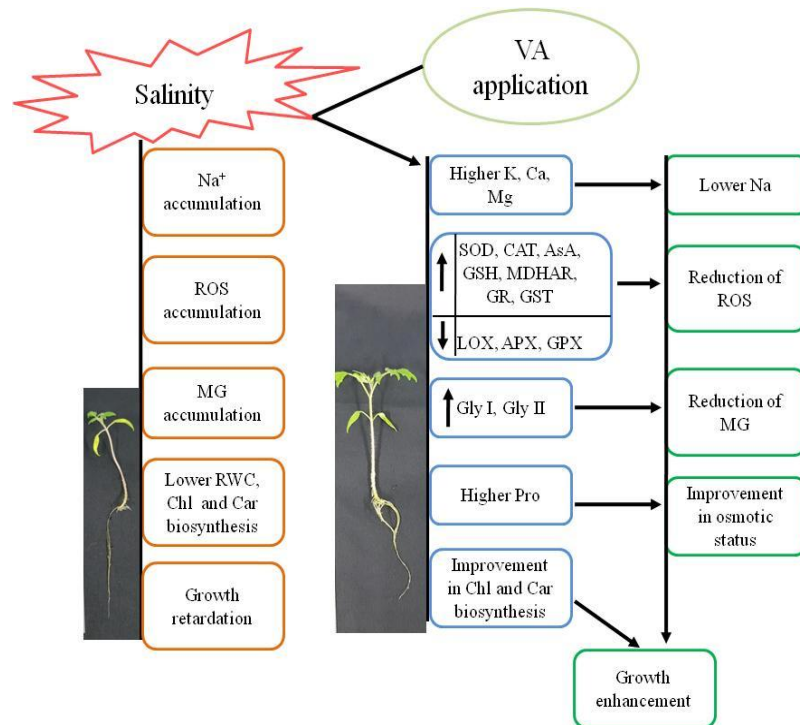 Salinity
VA
application
Na⁺
accumulation
ROS
accumulation
MG
accumulation
Lower RWC,
Chl and Car
biosynthesis
Growth
retardation
Higher K, Ca,
Mg
SOD, CAT, AsA,
GSH, MDHAR,
GR, GST
LOX, APX, GPX
Gly I, Gly II
Higher Pro
Improvement
in Chl and Car
biosynthesis
Lower Na
Reduction of
ROS
Reduction of
MG
Improvement
in osmotic
status
Growth
enhancement